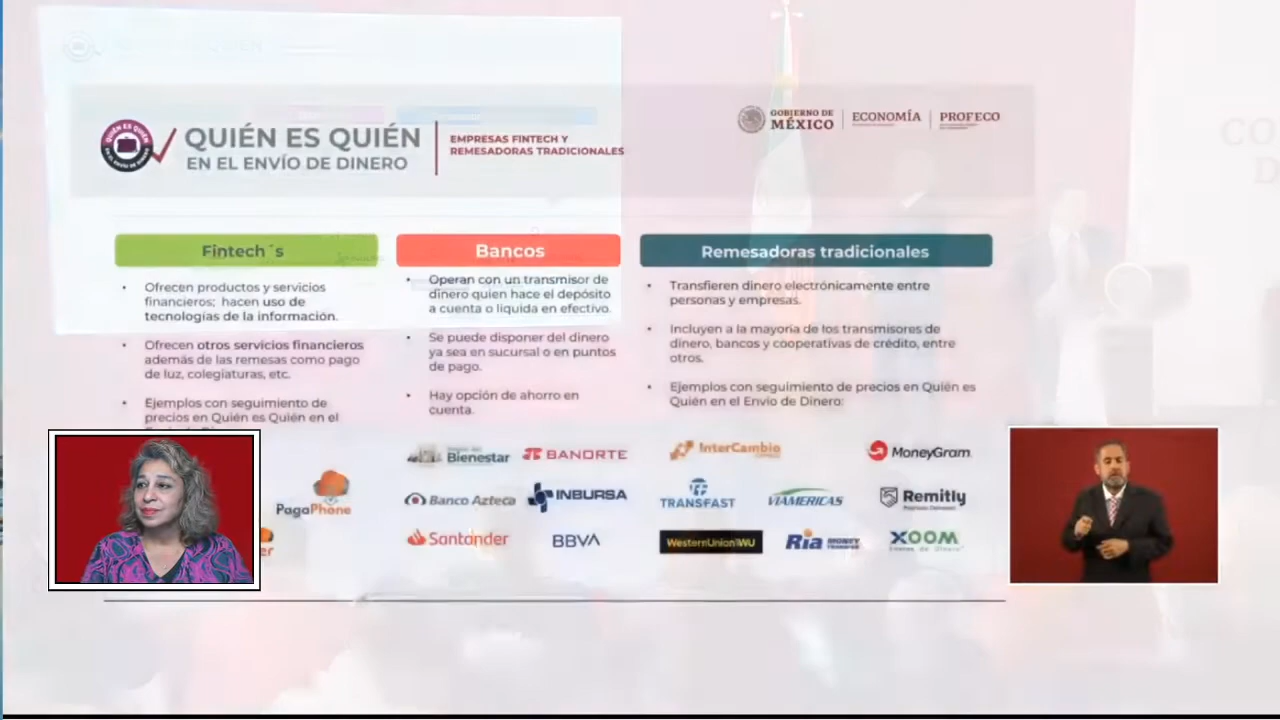 QUIÉN ES QUIÉN
EN EL ENVÍO DE DINERO
EMPRESAS FINTECH Y
REMESADORAS TRADICIONALES
GOBIERNO DE
MÉXICO
ECONOMÍA
PROFECO
Fintech´s
• Ofrecen productos y servicios
financieros; hacen uso de
tecnologías de la información.
• Ofrecen otros servicios financieros
además de las remesas como pago
de luz, colegiaturas, etc.
• Ejemplos con seguimiento de
precios en Quién es Quién en el
PagaPhone
er
Bancos
• Operan con un transmisor de
dinero quien hace el depósito
a cuenta o liquida en efectivo.
• Se puede disponer del dinero
ya sea en sucursal o en puntos
de pago.
• Hay opción de ahorro en
cuenta.
Bienestar
BANORTE
Banco Azteca
INBURSA
Santander
BBVA
Remesadoras tradicionales
• Transfieren dinero electrónicamente entre
personas y empresas.
• Incluyen a la mayoría de los transmisores de
dinero, bancos y cooperativas de crédito, entre
otros.
• Ejemplos con seguimiento de precios en Quién es
Quién en el Envío de Dinero:
InterCambio
MoneyGram
TRANSFAST
VIAMERICAS
Remitly
WesternUnion WU
Ria MONEY
TRANSFER
XOOM
CO
D